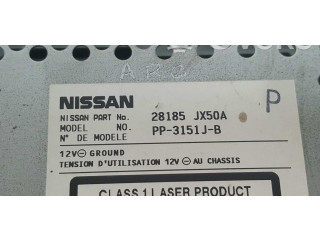 AR3
NISSAN
P
NISSAN PART No. 28185 JX50A
MODEL NO. PP-3151J-B
N° DE MODELE
12V⊖ GROUND
TENSION D'UTILISATION 12V ⊖ AU CHASSIS
CLASS 1 LASER PRODUCT